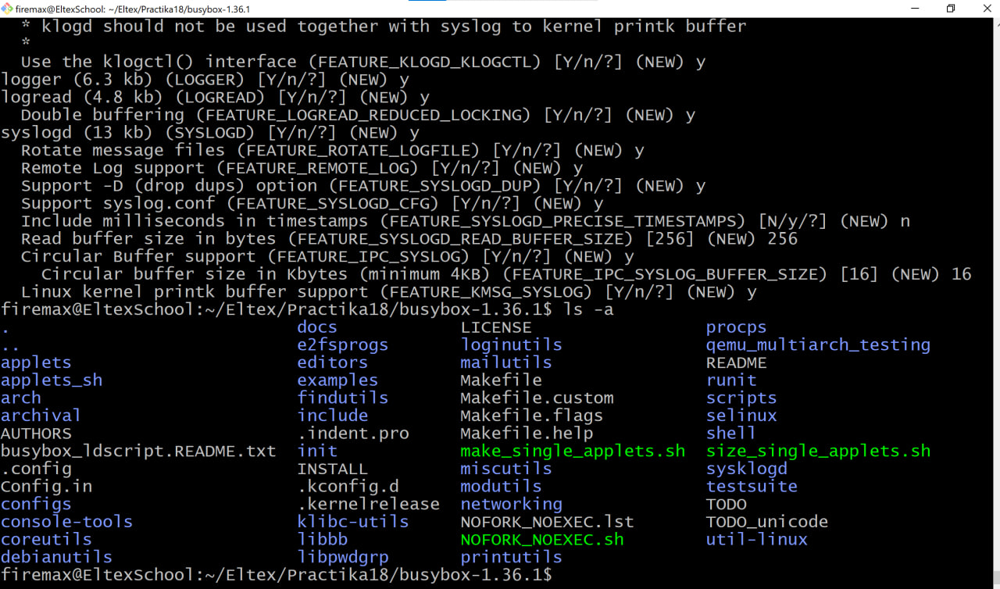 firemax@EltexSchool: ~/Eltex/Practika18/busybox-1.36.1
* klogd should not be used together with syslog to kernel printk buffer
*
Use the klogctl() interface (FEATURE_KLOGD_KLOGCTL) [Y/n/?] (NEW) y
logger (6.3 kb) (LOGGER) [Y/n/?] (NEW) y
logread (4.8 kb) (LOGREAD) [Y/n/?] (NEW) y
Double buffering (FEATURE_LOGREAD_REDUCED_LOCKING) [Y/n/?] (NEW) y
syslogd (13 kb) (SYSLOGD) [Y/n/?] (NEW) y
Rotate message files (FEATURE_ROTATE_LOGFILE) [Y/n/?] (NEW) y
Remote Log support (FEATURE_REMOTE_LOG) [Y/n/?] (NEW) y
Support -D (drop dups) option (FEATURE_SYSLOGD_DUP) [Y/n/?] (NEW) y
Support syslog.conf (FEATURE_SYSLOGD_CFG) [Y/n/?] (NEW) y
Include milliseconds in timestamps (FEATURE_SYSLOGD_PRECISE_TIMESTAMPS) [N/y/?] (NEW) n
Read buffer size in bytes (FEATURE_SYSLOGD_READ_BUFFER_SIZE) [256] (NEW) 256
Circular Buffer support (FEATURE_IPC_SYSLOG) [Y/n/?] (NEW) y
Circular buffer size in Kbytes (minimum 4KB) (FEATURE_IPC_SYSLOG_BUFFER_SIZE) [16] (NEW) 16
Linux kernel printk buffer support (FEATURE_KMSG_SYSLOG) [Y/n/?] (NEW) y
firemax@EltexSchool:~/Eltex/Practika18/busybox-1.36.1$ ls -a
. docs LICENSE procps
.. e2fsprogs loginutils qemu_multiarch_testing
applets editors mailutils README
applets_sh examples Makefile runit
arch findutils Makefile.custom scripts
archival include Makefile.flags selinux
AUTHORS .indent.pro Makefile.help shell
busybox_ldscript.README.txt init make_single_applets.sh size_single_applets.sh
.config INSTALL miscutils sysklogd
Config.in .kconfig.d modutils testsuite
configs .kernelrelease networking TODO
console-tools klibc-utils NOFORK_NOEXEC.lst TODO_unicode
coreutils libbb NOFORK_NOEXEC.sh util-linux
debianutils libpwdgrp printutils
firemax@EltexSchool:~/Eltex/Practika18/busybox-1.36.1$